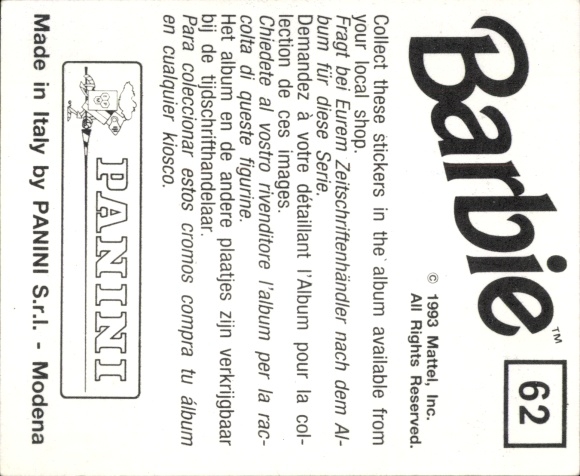 Barbie™
62
© 1993 Mattel, Inc.
All Rights Reserved.
Collect these stickers in the album available from
your local shop.
Fragt bei Eurem Zeitschriftenhändler nach dem Al-
bum für diese Serie.
Demandez à votre détaillant l'Album pour la col-
lection de ces images.
Chiedete al vostro rivenditore l'album per la rac-
colta di queste figurine.
Het album en de andere plaatjes zijn verkrijgbaar
bij de tijdschrifthandelaar.
Para coleccionar estos cromos compra tu álbum
en cualquier kiosco.
PANINI
Made in Italy by PANINI S.r.l. - Modena